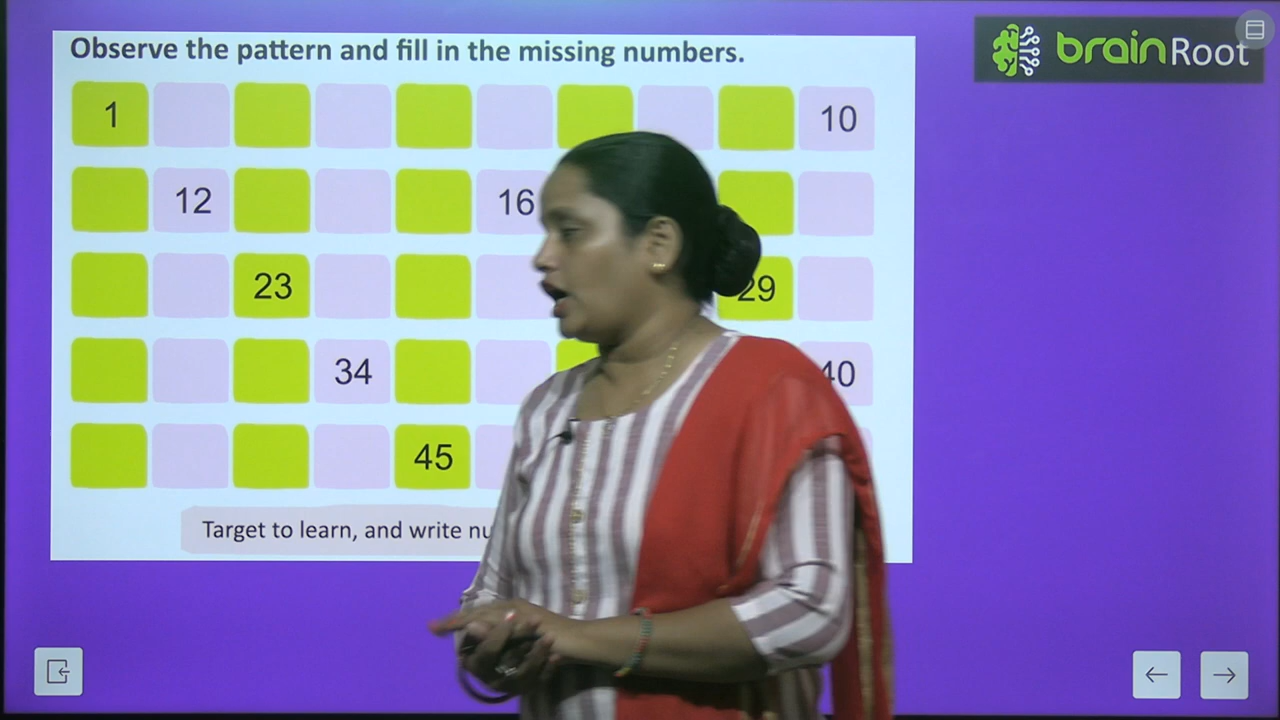 Observe the pattern and fill in the missing numbers.
brainRoot
1 10
12 16
23 29
34 40
45
Target to learn, and write